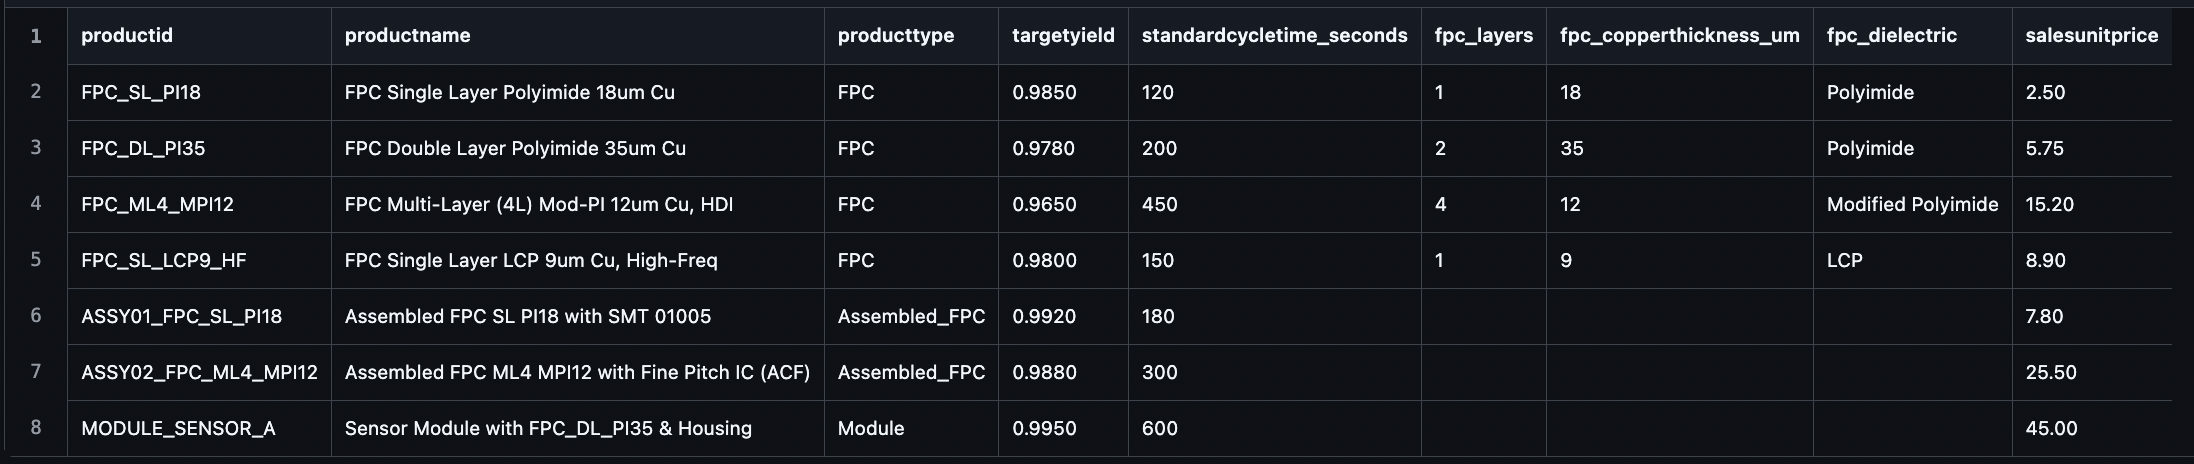 1 productid productname producttype targetyield standardcycletime_seconds fpc_layers fpc_copperthickness_um fpc_dielectric salesunitprice
2 FPC_SL_PI18 FPC Single Layer Polyimide 18um Cu FPC 0.9850 120 1 18 Polyimide 2.50
3 FPC_DL_PI35 FPC Double Layer Polyimide 35um Cu FPC 0.9780 200 2 35 Polyimide 5.75
4 FPC_ML4_MPI12 FPC Multi-Layer (4L) Mod-PI 12um Cu, HDI FPC 0.9650 450 4 12 Modified Polyimide 15.20
5 FPC_SL_LCP9_HF FPC Single Layer LCP 9um Cu, High-Freq FPC 0.9800 150 1 9 LCP 8.90
6 ASSY01_FPC_SL_PI18 Assembled FPC SL PI18 with SMT 01005 Assembled_FPC 0.9920 180 7.80
7 ASSY02_FPC_ML4_MPI12 Assembled FPC ML4 MPI12 with Fine Pitch IC (ACF) Assembled_FPC 0.9880 300 25.50
8 MODULE_SENSOR_A Sensor Module with FPC_DL_PI35 & Housing Module 0.9950 600 45.00